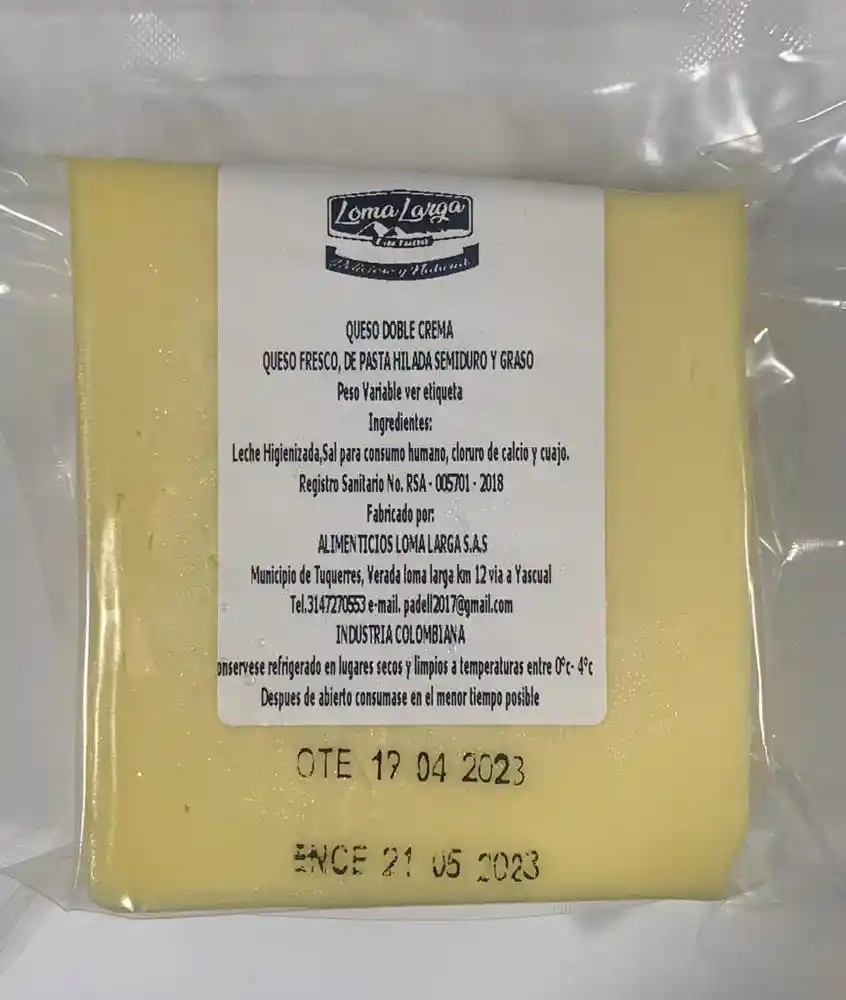 Loma Larga
Delicioso y Natural
QUESO DOBLE CREMA
QUESO FRESCO, DE PASTA HILADA SEMIDURO Y GRASO
Peso Variable ver etiqueta
Ingredientes:
Leche Higienizada,Sal para consumo humano, cloruro de calcio y cuajo.
Registro Sanitario No. RSA - 005701 - 2018
Fabricado por:
ALIMENTICIOS LOMA LARGA S.A.S
Municipio de Tuquerres, Verada loma larga km 12 via a Yascual
Tel.3147270553 e-mail. padell2017@gmail.com
INDUSTRIA COLOMBIANA
onservese refrigerado en lugares secos y limpios a temperaturas entre 0°c- 4°c
Despues de abierto consumase en el menor tiempo posible
OTE 19 04 2023
ENCE 21 05 2023